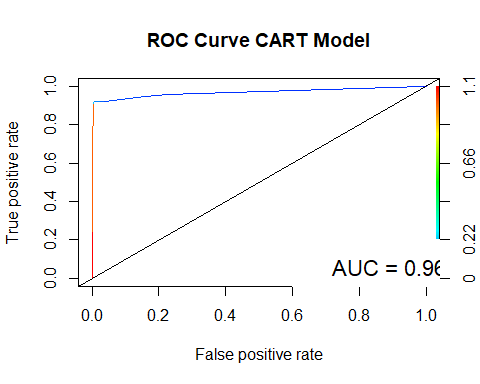 ROC Curve CART Model
True positive rate
1.0
0.8
0.6
0.4
0.2
0.0
1.1
0.66
0.22
0
AUC = 0.96
0.0 0.2 0.4 0.6 0.8 1.0
False positive rate